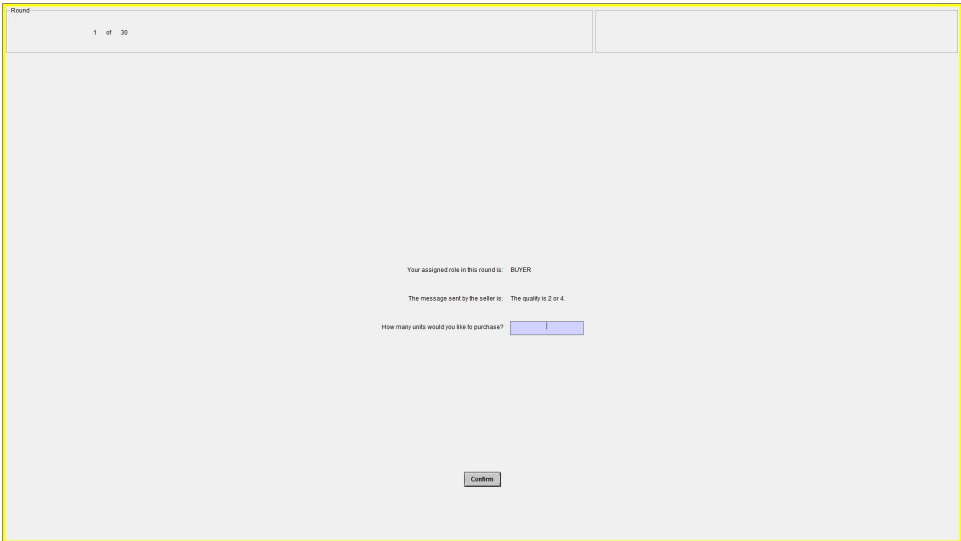 Round
1 of 30
Your assigned role in this round is: BUYER
The message sent by the seller is: The quality is 2 or 4.
How many units would you like to purchase?
Confirm